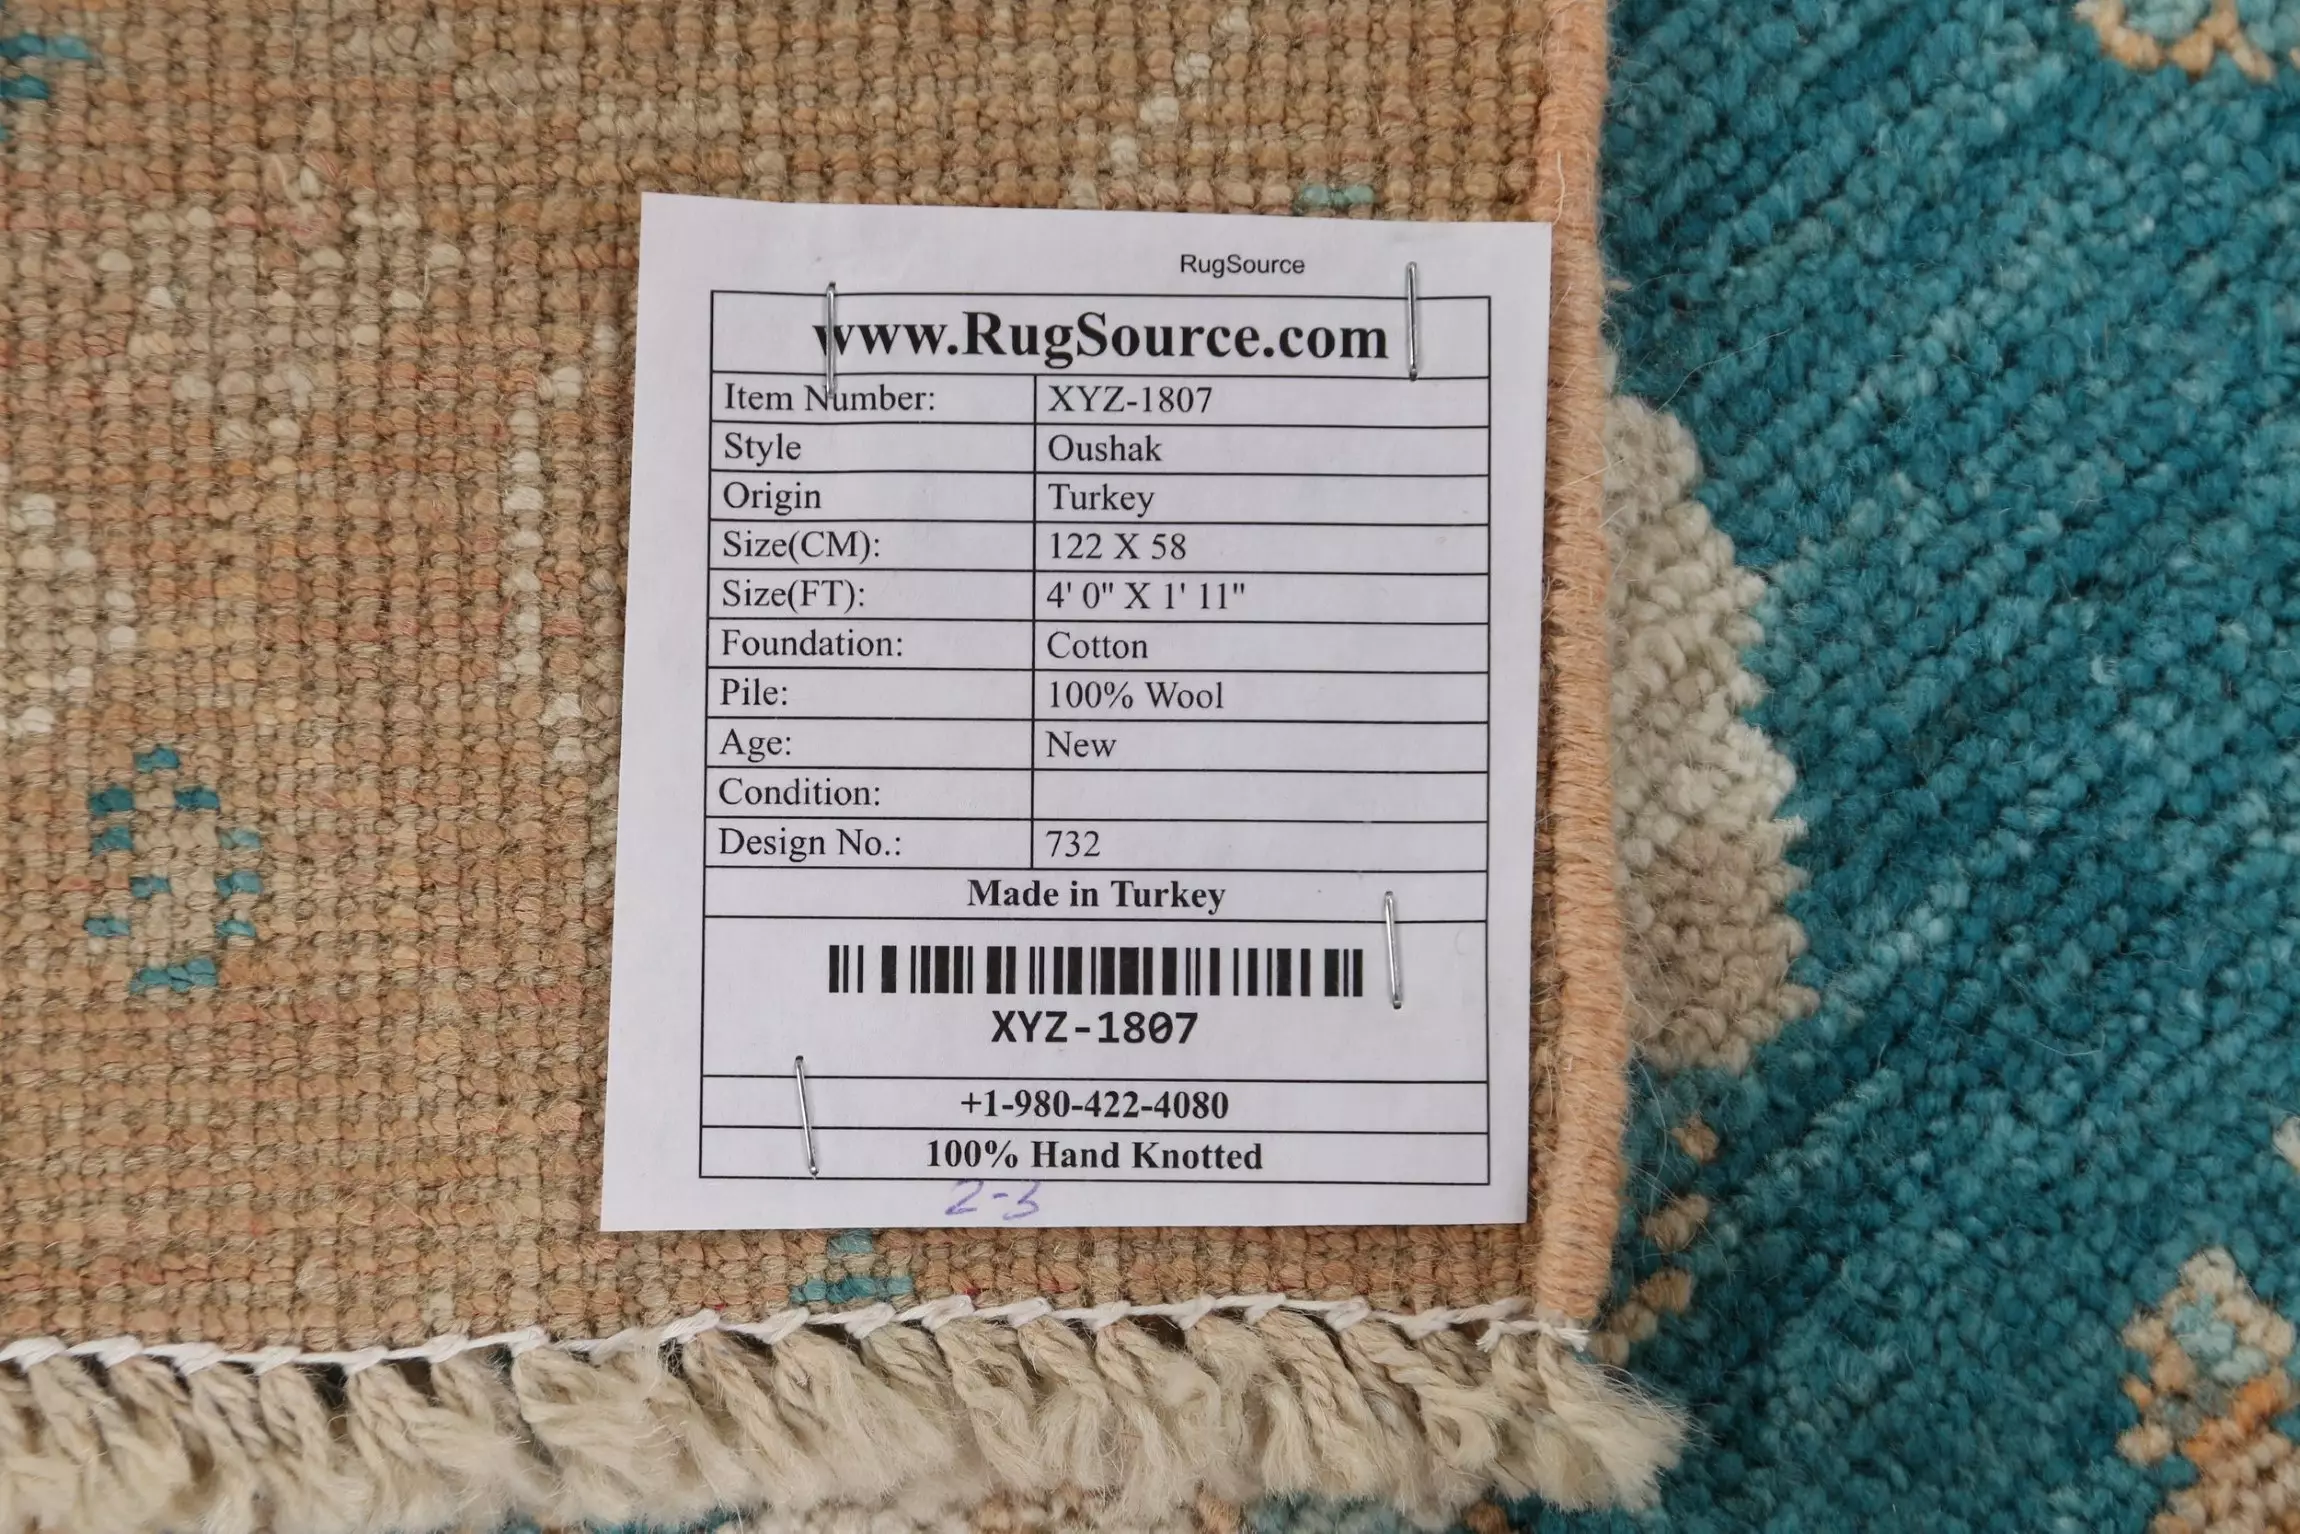 RugSource
www.RugSource.com
Item Number: XYZ-1807
Style Oushak
Origin Turkey
Size(CM): 122 X 58
Size(FT): 4' 0" X 1' 11"
Foundation: Cotton
Pile: 100% Wool
Age: New
Condition:
Design No.: 732
Made in Turkey
XYZ-1807
+1-980-422-4080
100% Hand Knotted
2-3